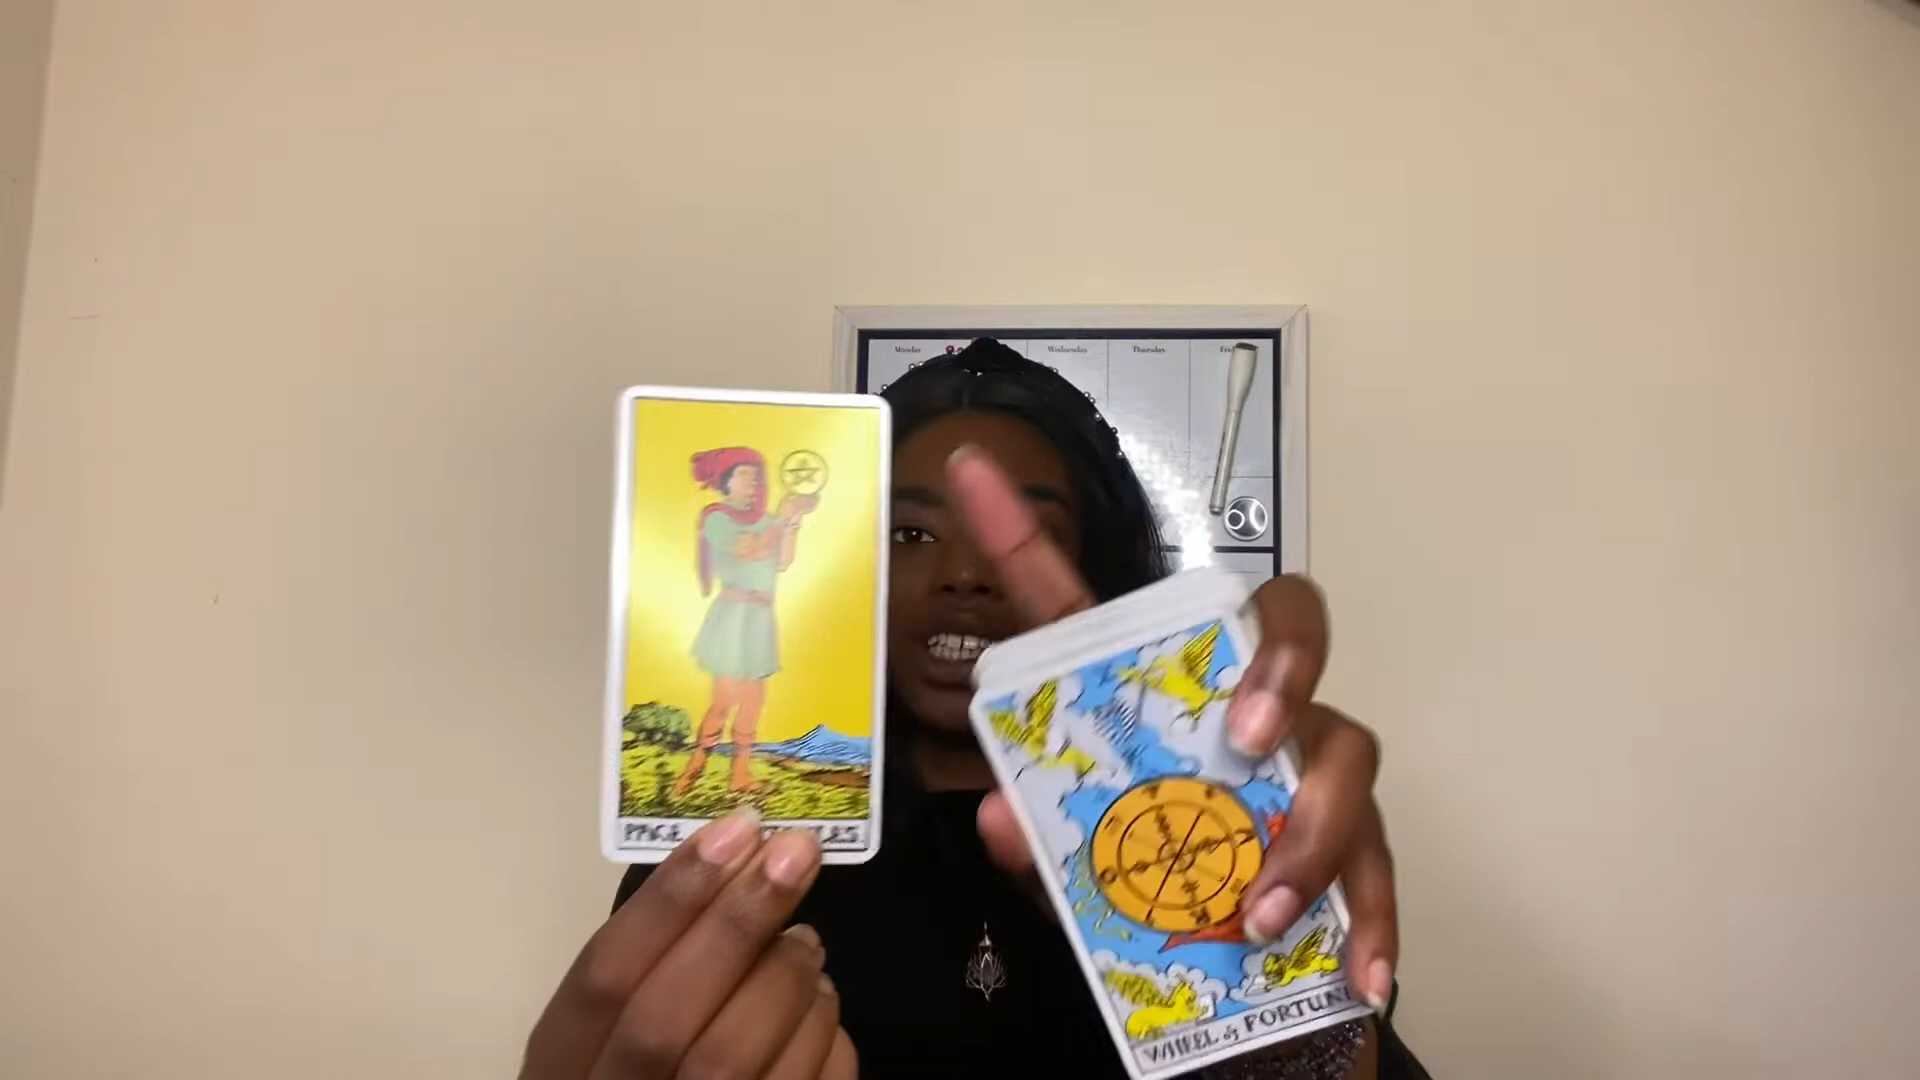 Monday
Wednesday
Thursday
PAGE
WHEEL of FORTUNE